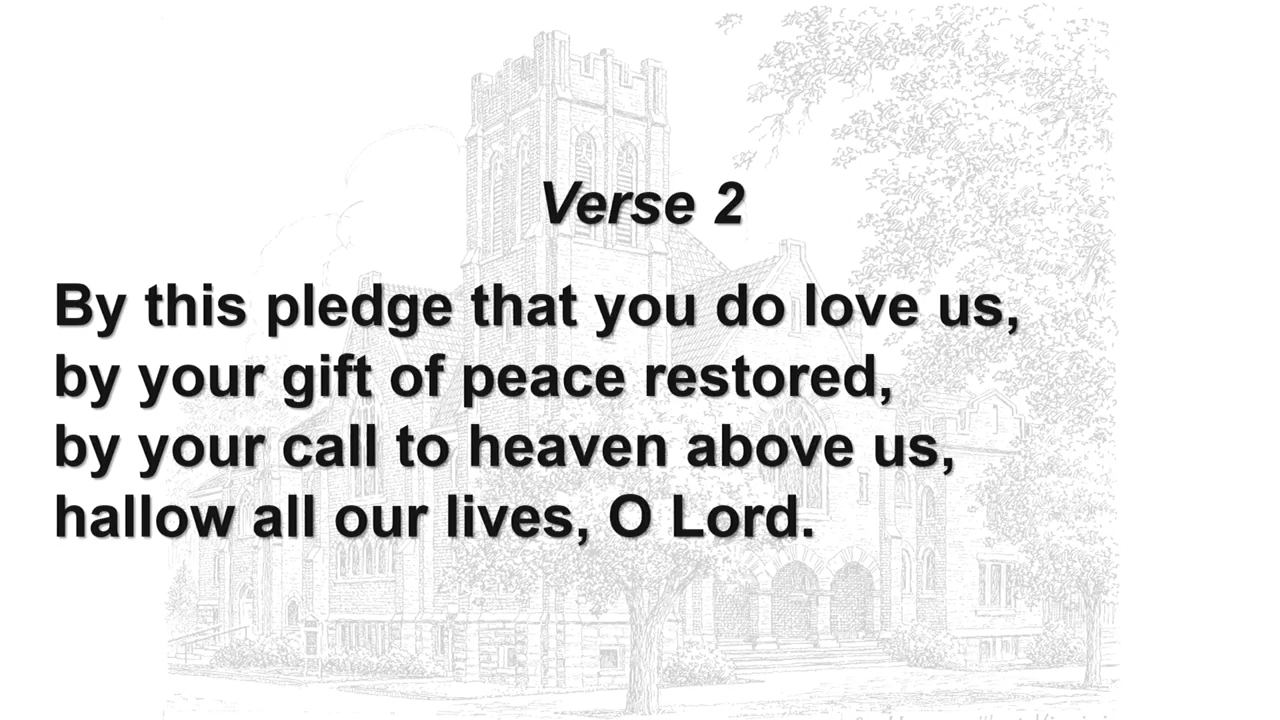 Verse 2
By this pledge that you do love us,
by your gift of peace restored,
by your call to heaven above us,
hallow all our lives, O Lord.